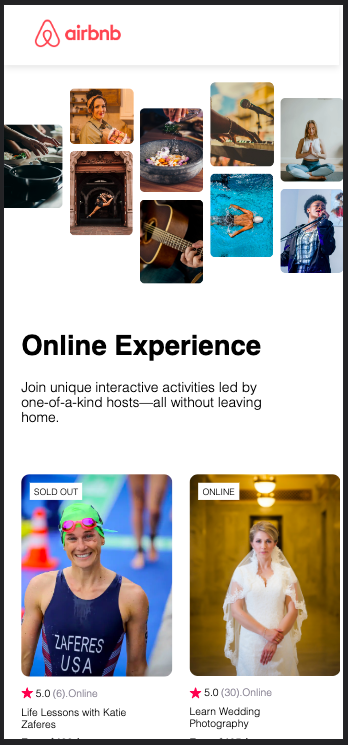 airbnb
Online Experience
Join unique interactive activities led by
one-of-a-kind hosts—all without leaving
home.
SOLD OUT
ONLINE
ZAFERES
USA
5.0 (6).Online
5.0 (30).Online
Life Lessons with Katie
Zaferes
Learn Wedding
Photography